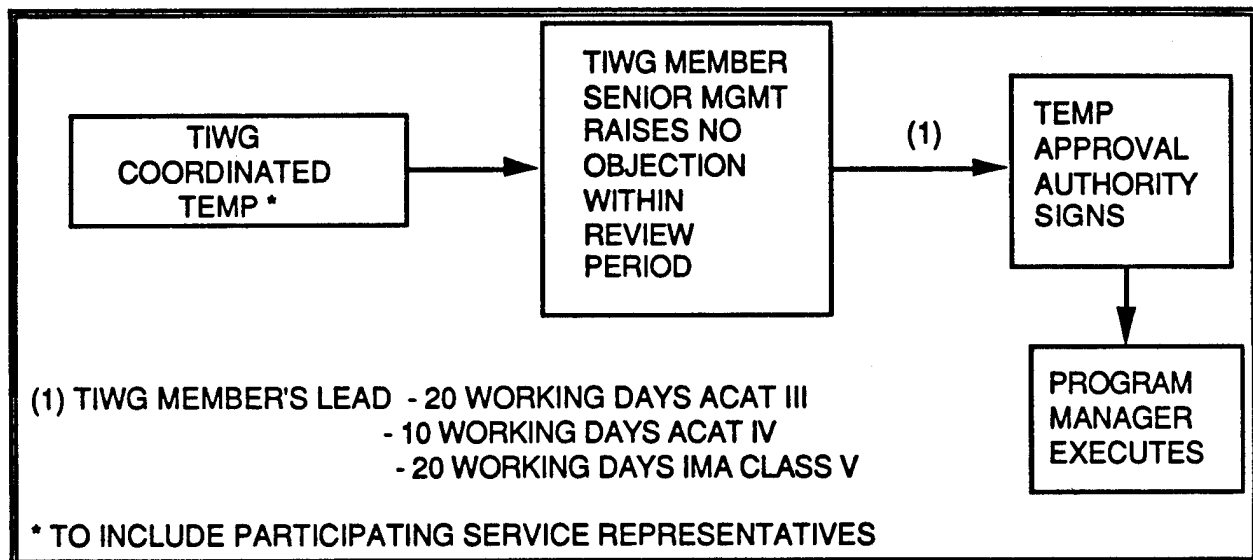 TIWG
COORDINATED
TEMP *
TIWG MEMBER
SENIOR MGMT
RAISES NO
OBJECTION
WITHIN
REVIEW
PERIOD
(1)
TEMP
APPROVAL
AUTHORITY
SIGNS
PROGRAM
MANAGER
EXECUTES
(1) TIWG MEMBER'S LEAD - 20 WORKING DAYS ACAT III
- 10 WORKING DAYS ACAT IV
- 20 WORKING DAYS IMA CLASS V
* TO INCLUDE PARTICIPATING SERVICE REPRESENTATIVES